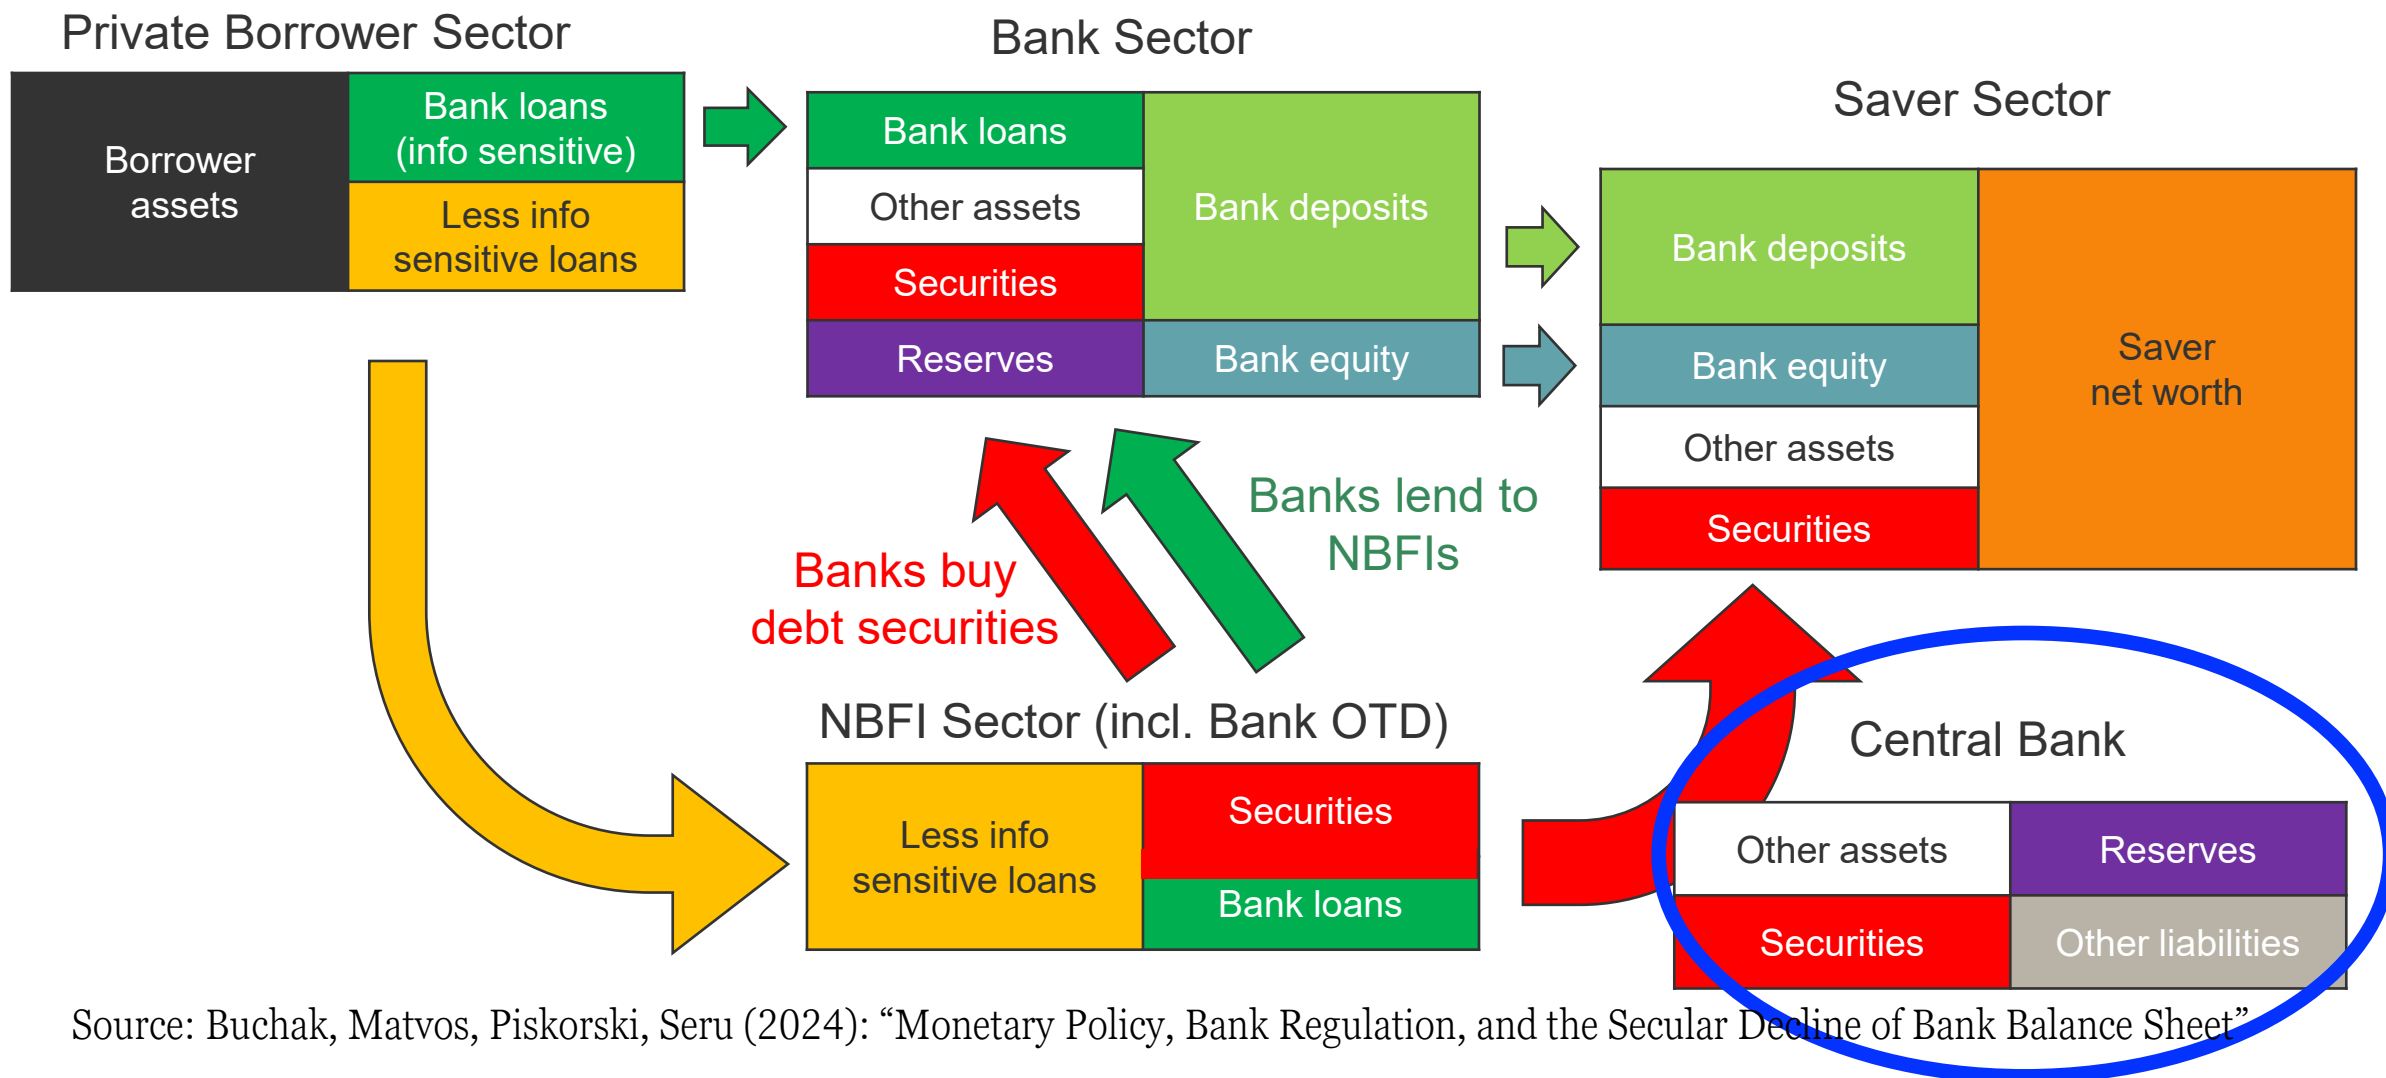 Private Borrower Sector
Borrower
assets
Bank loans
(info sensitive)
Less info
sensitive loans
Bank Sector
Bank loans
Other assets
Securities
Reserves
Bank deposits
Bank equity
Saver Sector
Bank deposits
Bank equity
Other assets
Securities
Saver
net worth
Banks buy
debt securities
Banks lend to
NBFIs
NBFI Sector (incl. Bank OTD)
Less info
sensitive loans
Securities
Bank loans
Central Bank
Other assets
Securities
Reserves
Other liabilities
Source: Buchak, Matvos, Piskorski, Seru (2024): “Monetary Policy, Bank Regulation, and the Secular Decline of Bank Balance Sheet”